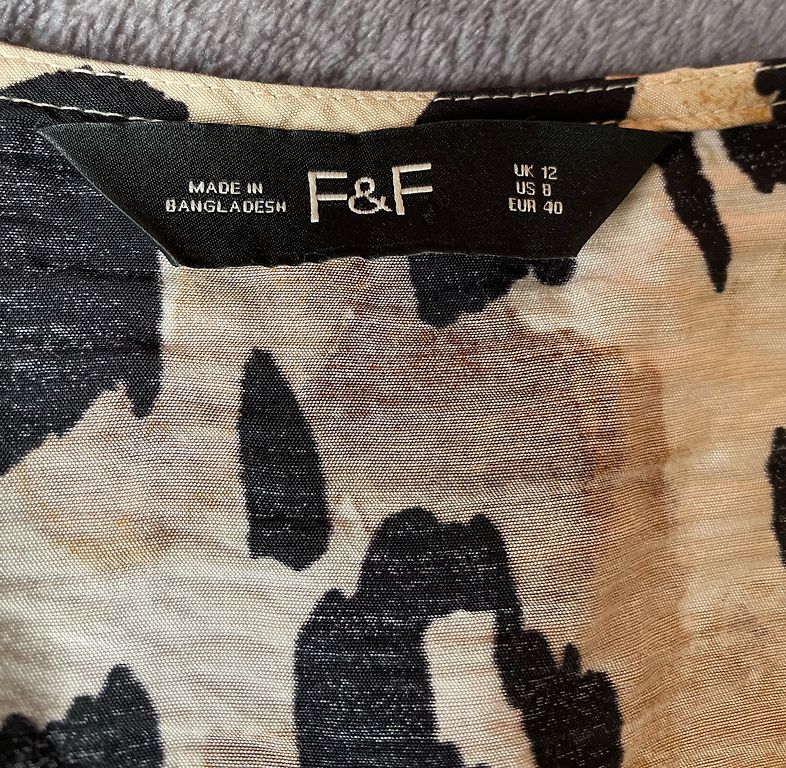 MADE IN
BANGLADESH
F&F
UK 12
US 8
EUR 40